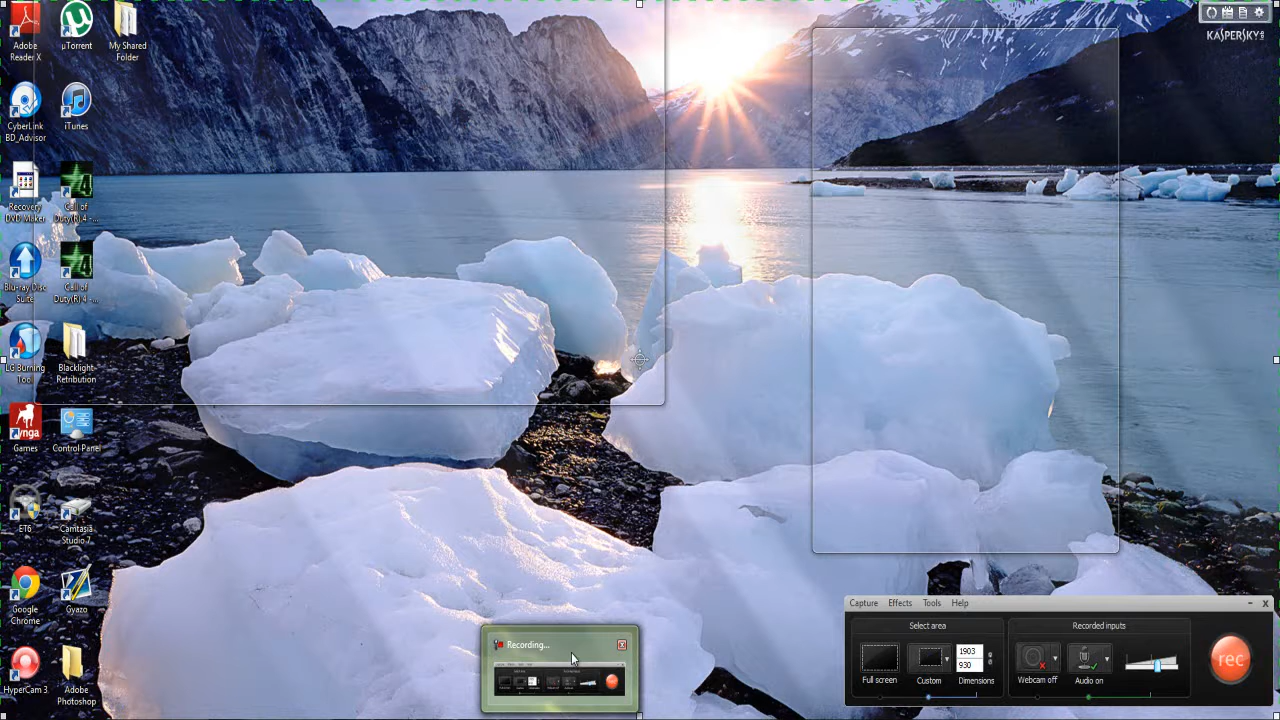 Adobe
Reader X
µTorrent
My Shared
Folder
KASPERSKY
CyberLink
BD_Advisor
iTunes
Recovery
DVD Maker
Call of
Duty(R) 4 -...
Blu-ray Disc
Suite
Call of
Duty(R) 4 -...
LG Burning
Tool
Blacklight
Retribution
Games
Control Panel
ET6
Camtasia
Studio 7
Google
Chrome
Gyazo
HyperCam 3
Adobe
Photoshop
Recording...
Capture Effects Tools Help
Select area
Recorded inputs
1903
930
rec
Full screen
Custom
Dimensions
Webcam off
Audio on